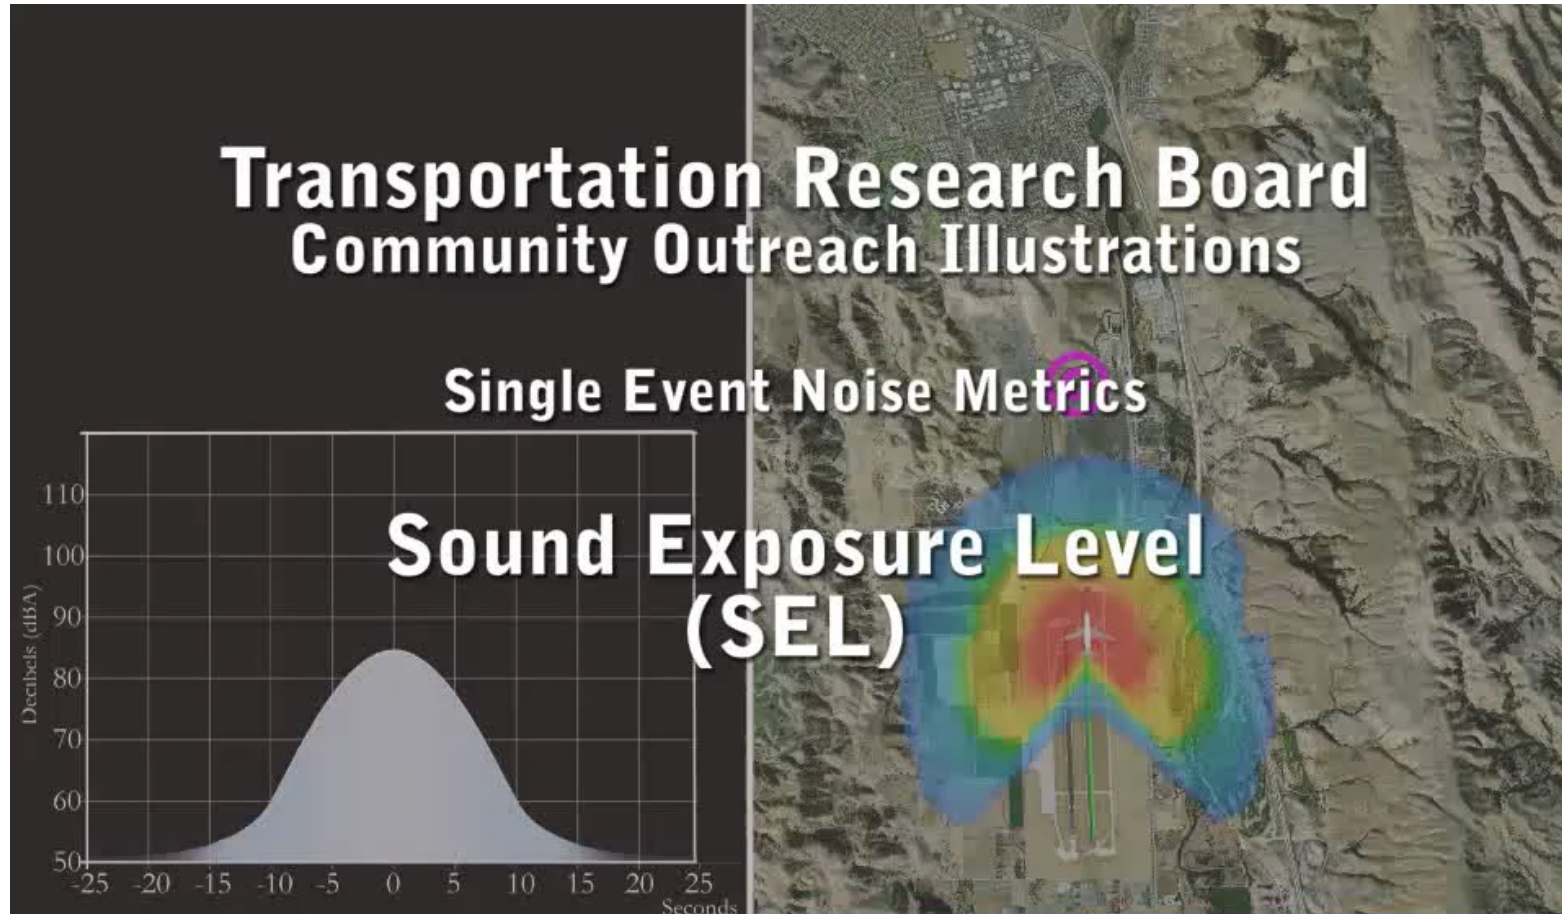 Transportation Research Board
Community Outreach Illustrations
Single Event Noise Metrics
Sound Exposure Level
(SEL)
Decibels (dBA)
110
100
90
80
70
60
50
-25 -20 -15 -10 -5 0 5 10 15 20 25
Seconds